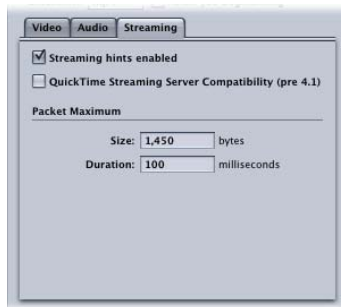 Video Audio Streaming
Streaming hints enabled
QuickTime Streaming Server Compatibility (pre 4.1)
Packet Maximum
Size: 1,450 bytes
Duration: 100 milliseconds